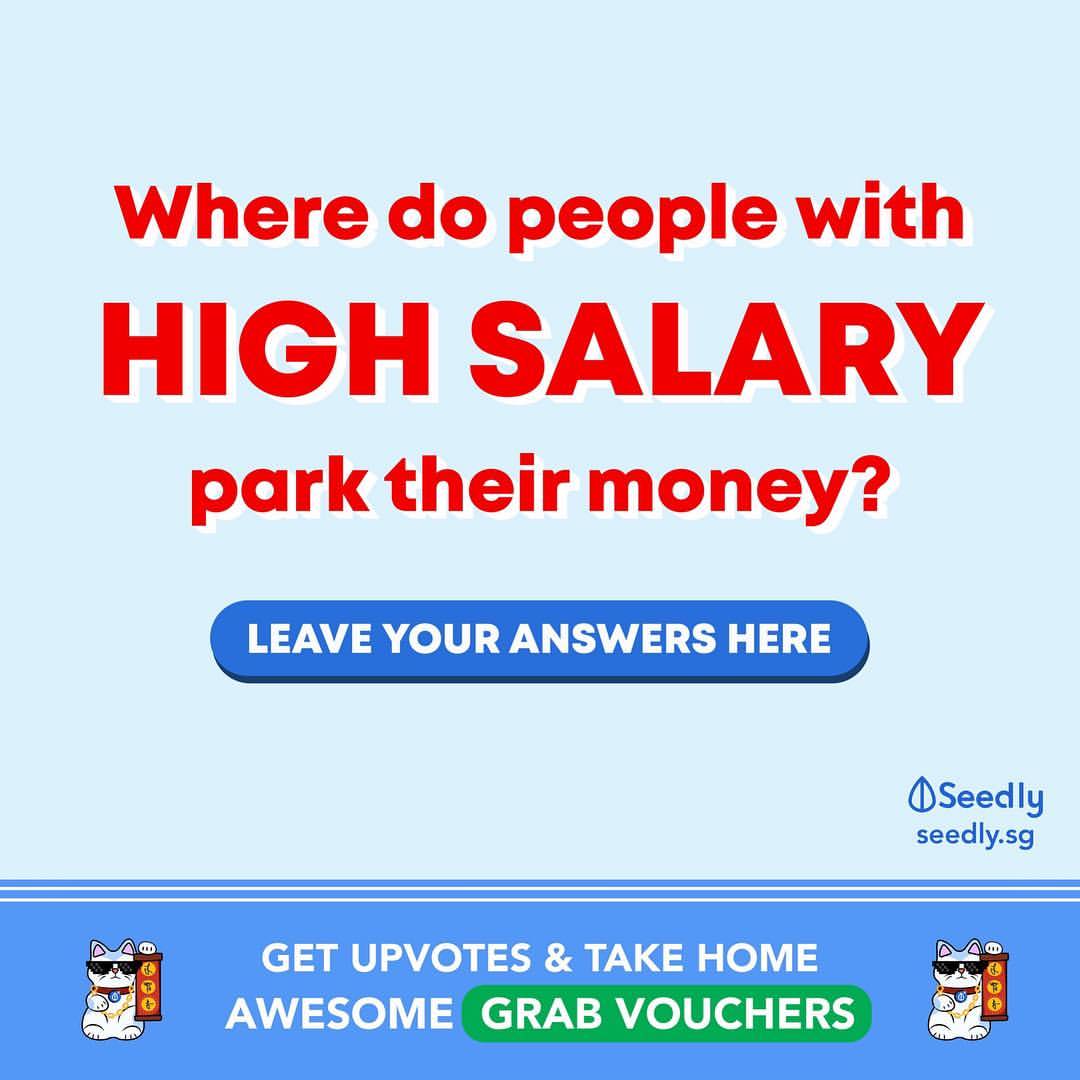 Where do people with
HIGH SALARY
park their money?
LEAVE YOUR ANSWERS HERE
Seedly
seedly.sg
GET UPVOTES & TAKE HOME
AWESOME GRAB VOUCHERS